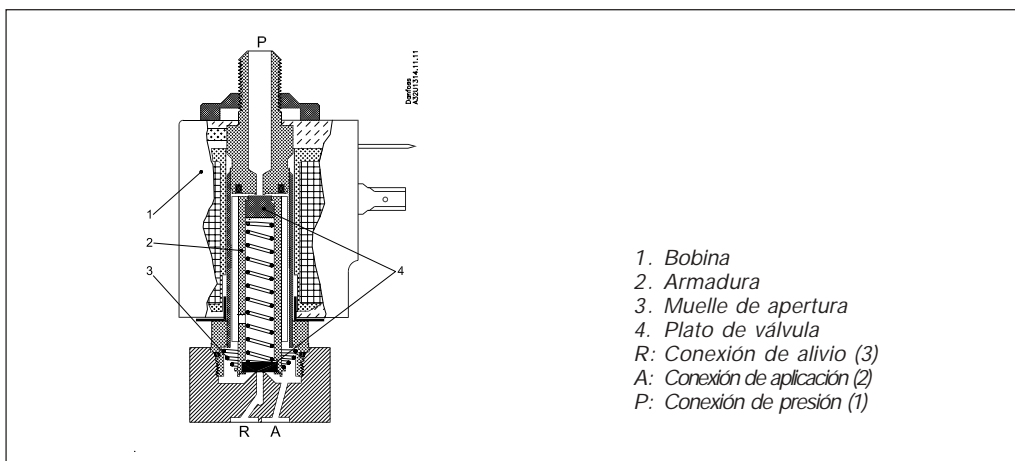 P
Danfoss
A32U1314.11.11
1
2
3
4
R A
1. Bobina
2. Armadura
3. Muelle de apertura
4. Plato de válvula
R: Conexión de alivio (3)
A: Conexión de aplicación (2)
P: Conexión de presión (1)